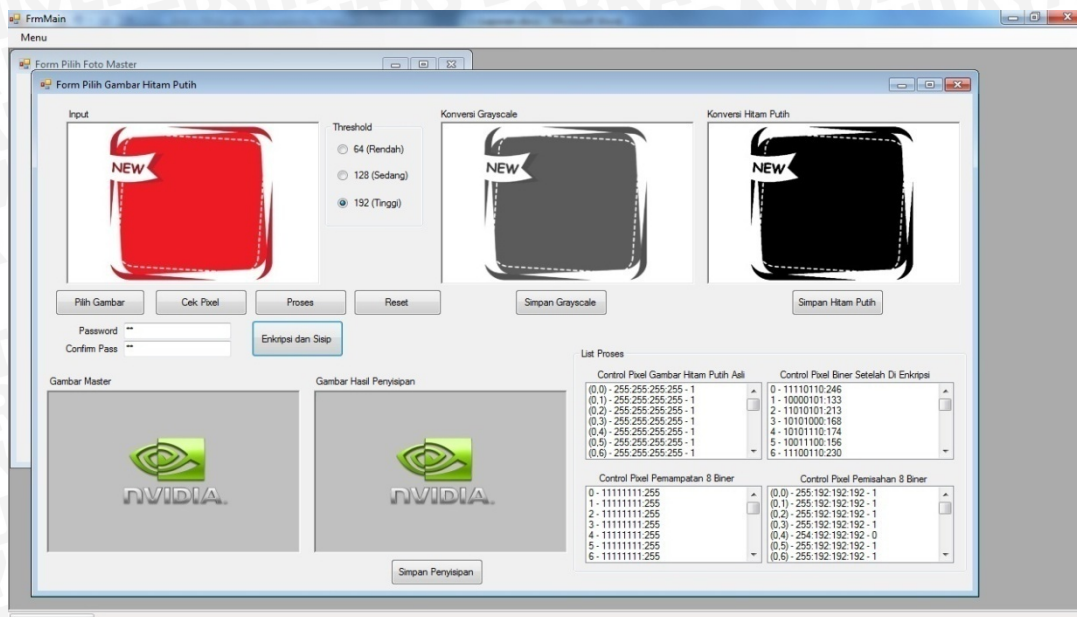 FrmMain
Menu
Form Pilih Foto Master
Form Pilih Gambar Hitam Putih
Input
NEW
Threshold
64 (Rendah)
128 (Sedang)
192 (Tinggi)
Konversi Grayscale
NEW
Konversi Hitam Putih
NEW
Pilih Gambar
Cek Pixel
Proses
Reset
Simpan Grayscale
Simpan Hitam Putih
Password
Confirm Pass
Enkripsi dan Sisip
Gambar Master
NVIDIA.
Gambar Hasil Penyisipan
NVIDIA.
Simpan Penyisipan
List Proses
Control Pixel Gambar Hitam Putih Asli
(0,0) - 255:255:255:255 - 1
(0,1) - 255:255:255:255 - 1
(0,2) - 255:255:255:255 - 1
(0,3) - 255:255:255:255 - 1
(0,4) - 255:255:255:255 - 1
(0,5) - 255:255:255:255 - 1
(0,6) - 255:255:255:255 - 1
Control Pixel Biner Setelah Di Enkripsi
0 - 11110110:246
1 - 10000101:133
2 - 11010101:213
3 - 10101000:168
4 - 10101110:174
5 - 10011100:156
6 - 11100110:230
Control Pixel Pemampatan 8 Biner
0 - 11111111:255
1 - 11111111:255
2 - 11111111:255
3 - 11111111:255
4 - 11111111:255
5 - 11111111:255
6 - 11111111:255
Control Pixel Pemisahan 8 Biner
(0,0) - 255:192:192:192 - 1
(0,1) - 255:192:192:192 - 1
(0,2) - 255:192:192:192 - 1
(0,3) - 255:192:192:192 - 1
(0,4) - 254:192:192:192 - 0
(0,5) - 255:192:192:192 - 1
(0,6) - 255:192:192:192 - 1